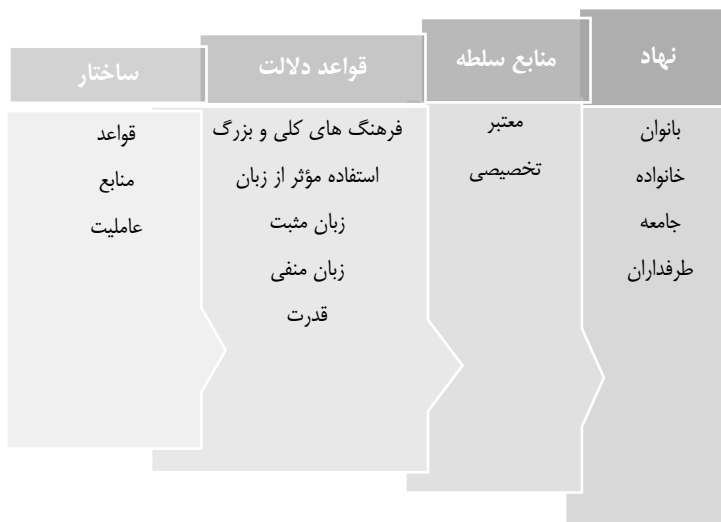 نهاد
بانوان
خانواده
جامعه
طرفداران
منابع سلطه
معتبر
تخصیصی
قواعد دلالت
فرهنگ های کلی و بزرگ
استفاده مؤثر از زبان
زبان مثبت
زبان منفی
قدرت
ساختار
قواعد
منابع
عاملیت